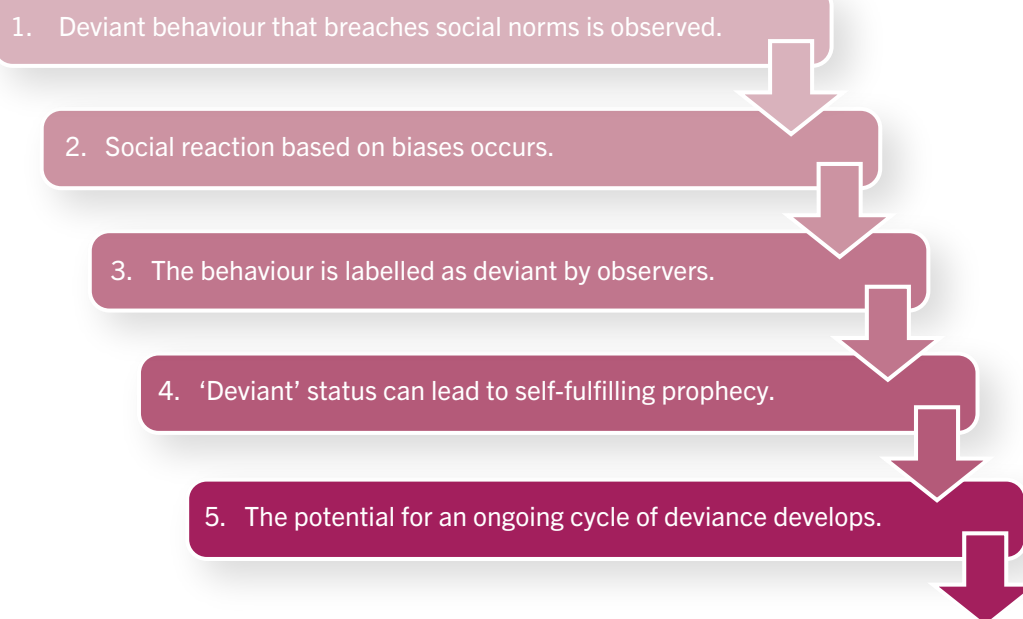 1. Deviant behaviour that breaches social norms is observed.
2. Social reaction based on biases occurs.
3. The behaviour is labelled as deviant by observers.
4. ‘Deviant’ status can lead to self-fulfilling prophecy.
5. The potential for an ongoing cycle of deviance develops.